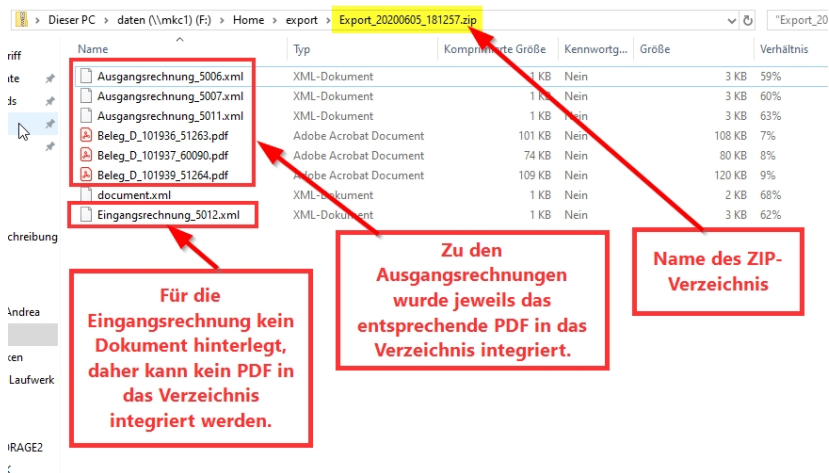 Dieser PC > daten (\\mkc1) (F:) > Home > export > Export_20200605_181257.zip
"Export_20
Name Typ Komprimierte Größe Kennwortg... Größe Verhältnis
riff
Ausgangsrechnung_5006.xml XML-Dokument 1 KB Nein 3 KB 59%
Ausgangsrechnung_5007.xml XML-Dokument 1 KB Nein 3 KB 60%
Ausgangsrechnung_5011.xml XML-Dokument 1 KB Nein 3 KB 63%
Beleg_D_101936_51263.pdf Adobe Acrobat Document 101 KB Nein 108 KB 7%
Beleg_D_101937_60090.pdf Adobe Acrobat Document 74 KB Nein 80 KB 8%
Beleg_D_101939_51264.pdf Adobe Acrobat Document 109 KB Nein 120 KB 9%
document.xml XML-Dokument 1 KB Nein 2 KB 68%
Eingangsrechnung_5012.xml XML-Dokument 1 KB Nein 3 KB 62%
ds
chreibung
Andrea
ken
Laufwerk
RAGE2
Für die
Eingangsrechnung kein
Dokument hinterlegt,
daher kann kein PDF in
das Verzeichnis
integriert werden.
Zu den
Ausgangsrechnungen
wurde jeweils das
entsprechende PDF in das
Verzeichnis integriert.
Name des ZIP-
Verzeichnis